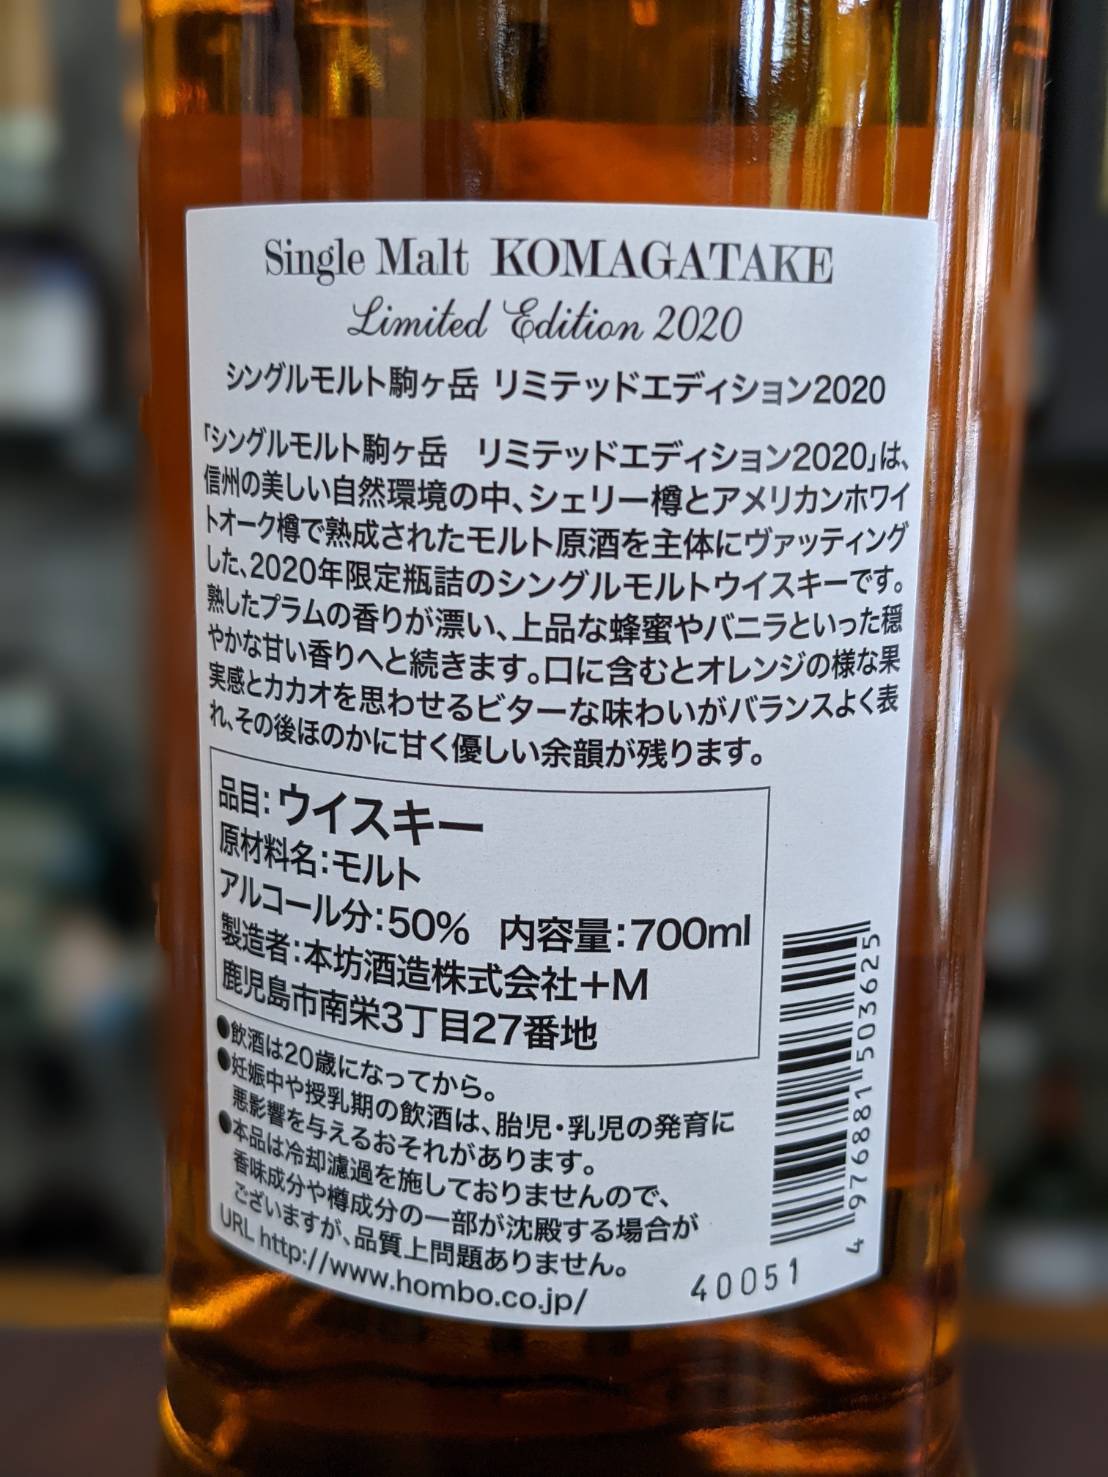 Single Malt KOMAGATAKE
Limited Edition 2020
シングルモルト駒ヶ岳 リミテッドエディション2020
「シングルモルト駒ヶ岳　リミテッドエディション2020」は、
信州の美しい自然環境の中、シェリー樽とアメリカンホワイ
トオーク樽で熟成されたモルト原酒を主体にヴァッティング
した、2020年限定瓶詰のシングルモルトウイスキーです。
熟したプラムの香りが漂い、上品な蜂蜜やバニラといった穏
やかな甘い香りへと続きます。口に含むとオレンジの様な果
実感とカカオを思わせるビターな味わいがバランスよく表
れ、その後ほのかに甘く優しい余韻が残ります。
品目：ウイスキー
原材料名：モルト
アルコール分：50%　内容量：700ml
製造者：本坊酒造株式会社+M
鹿児島市南栄3丁目27番地
●飲酒は20歳になってから。
●妊娠中や授乳期の飲酒は、胎児・乳児の発育に
悪影響を与えるおそれがあります。
●本品は冷却濾過を施しておりませんので、
香味成分や樽成分の一部が沈殿する場合が
ございますが、品質上問題ありません。
URL http://www.hombo.co.jp/
40051
4 976881 503625